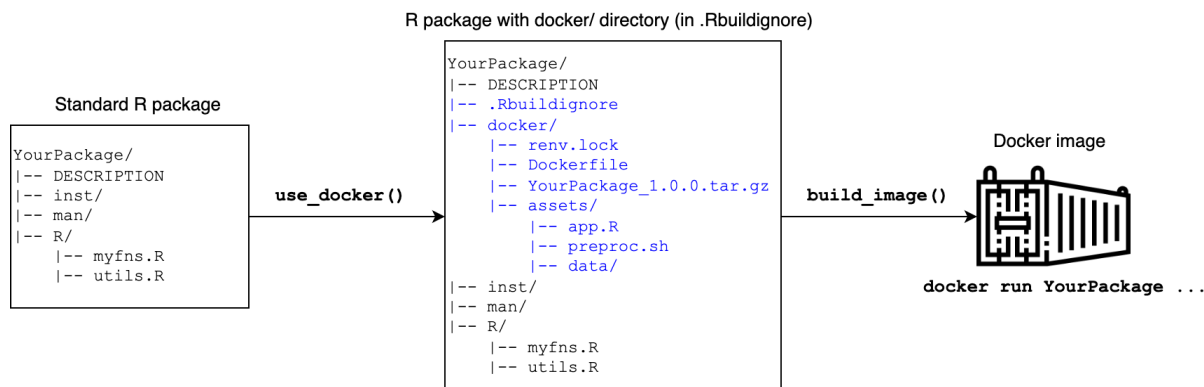 Standard R package
YourPackage/
|-- DESCRIPTION
|-- inst/
|-- man/
|-- R/
    |-- myfns.R
    |-- utils.R
use_docker()
R package with docker/ directory (in .Rbuildignore)
YourPackage/
|-- DESCRIPTION
|-- .Rbuildignore
|-- docker/
    |-- renv.lock
    |-- Dockerfile
    |-- YourPackage_1.0.0.tar.gz
    |-- assets/
        |-- app.R
        |-- preproc.sh
        |-- data/
|-- inst/
|-- man/
|-- R/
    |-- myfns.R
    |-- utils.R
build_image()
Docker image
docker run YourPackage ...